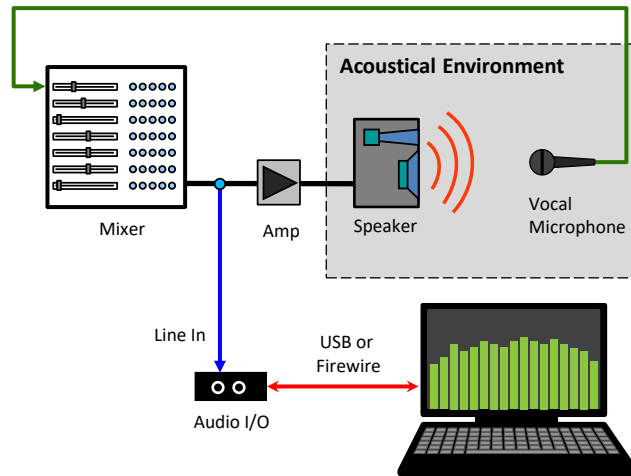 Acoustical Environment
Mixer
Amp
Speaker
Vocal
Microphone
Line In
USB or
Firewire
Audio I/O